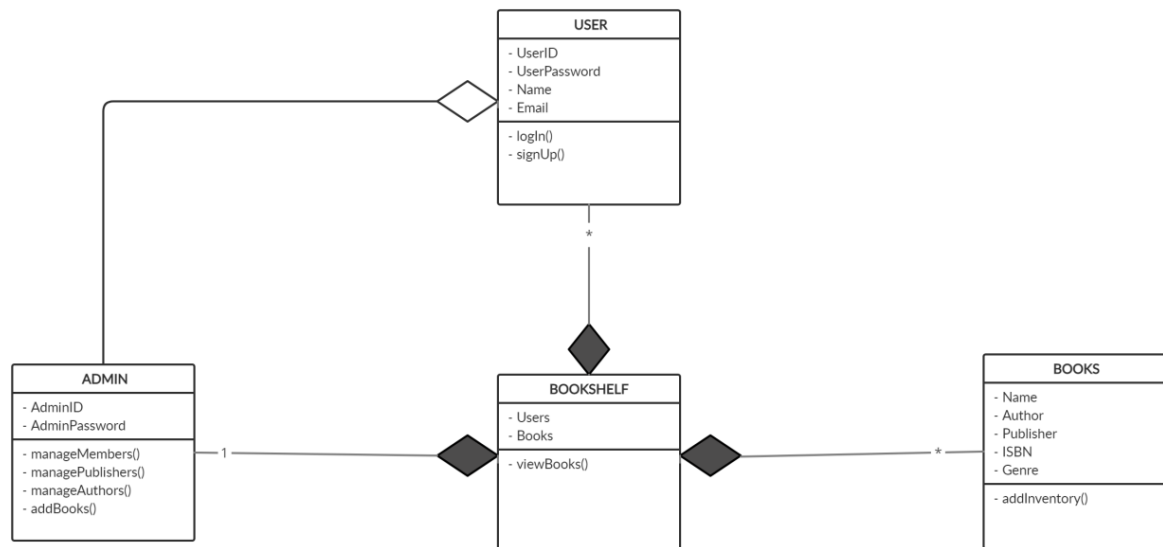 USER
- UserID
- UserPassword
- Name
- Email
- logIn()
- signUp()
*
ADMIN
- AdminID
- AdminPassword
- manageMembers()
- managePublishers()
- manageAuthors()
- addBooks()
1
BOOKSHELF
- Users
- Books
- viewBooks()
*
BOOKS
- Name
- Author
- Publisher
- ISBN
- Genre
- addInventory()